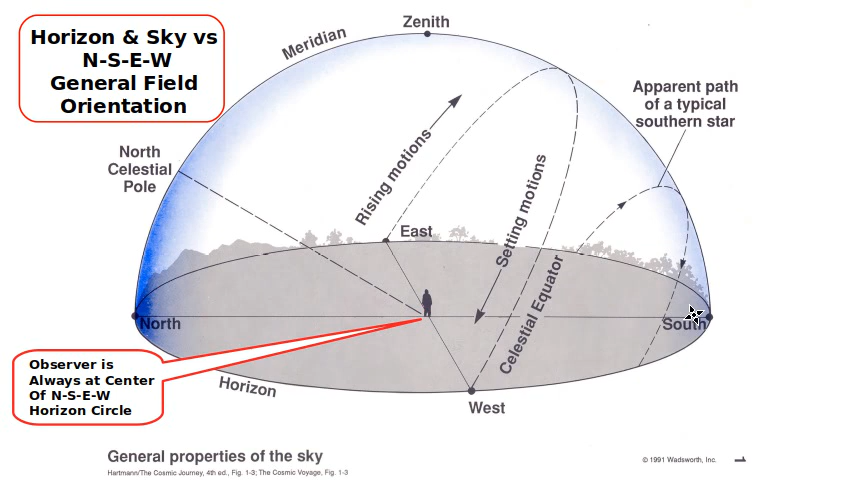 Horizon & Sky vs
N-S-E-W
General Field
Orientation
Zenith
Meridian
Apparent path
of a typical
southern star
North
Celestial
Pole
Rising motions
Setting motions
East
Celestial Equator
North
South
Observer is
Always at Center
Of N-S-E-W
Horizon Circle
Horizon
West
General properties of the sky
Hartmann/The Cosmic Journey, 4th ed., Fig. 1-3; The Cosmic Voyage, Fig. 1-3
© 1991 Wadsworth, Inc.
1